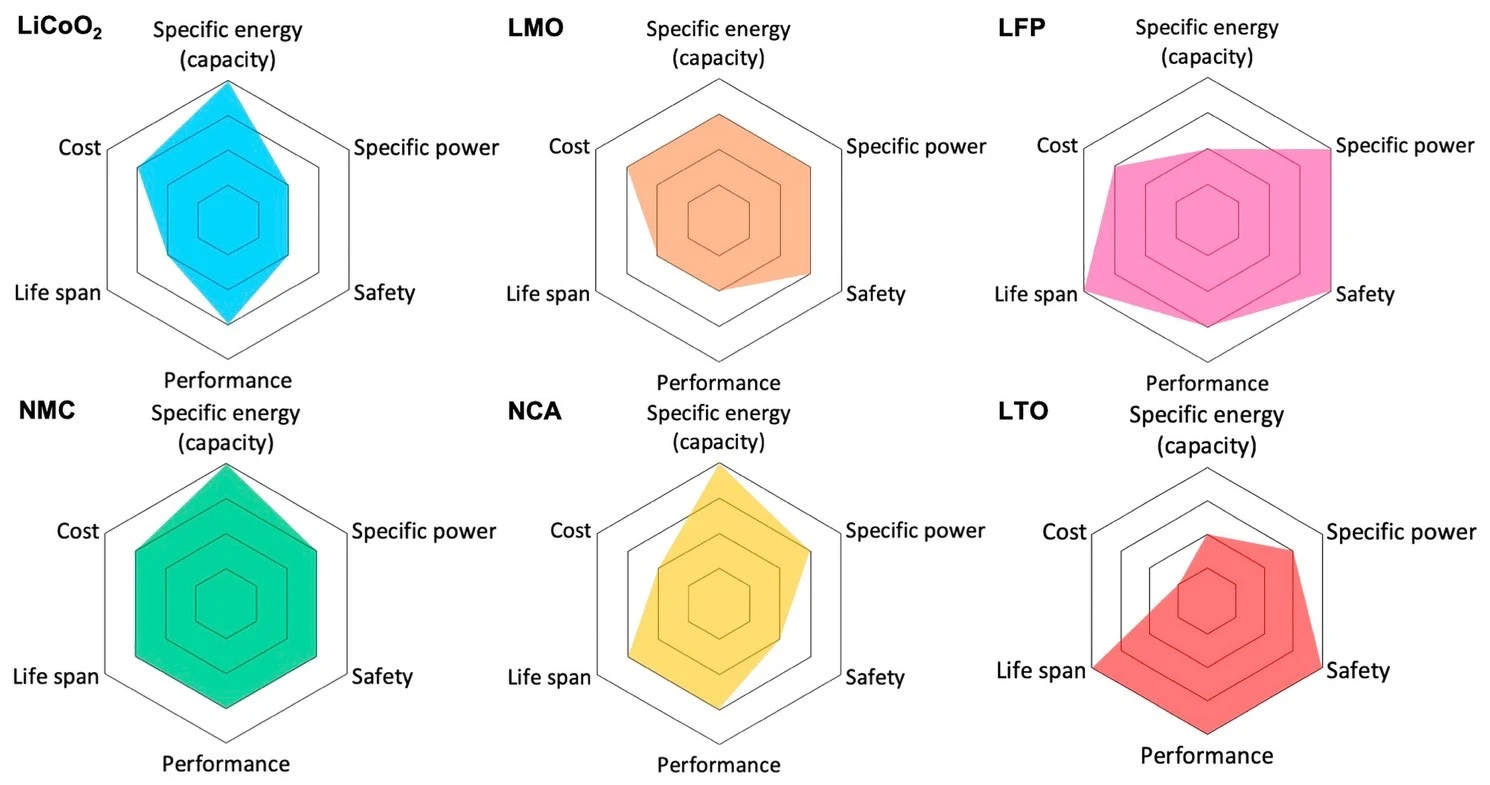 LiCoO₂
Specific energy
(capacity)
Cost
Specific power
Life span
Safety
Performance
LMO
Specific energy
(capacity)
Cost
Specific power
Life span
Safety
Performance
LFP
Specific energy
(capacity)
Cost
Specific power
Life span
Safety
Performance
NMC
Specific energy
(capacity)
Cost
Specific power
Life span
Safety
Performance
NCA
Specific energy
(capacity)
Cost
Specific power
Life span
Safety
Performance
LTO
Specific energy
(capacity)
Cost
Specific power
Life span
Safety
Performance